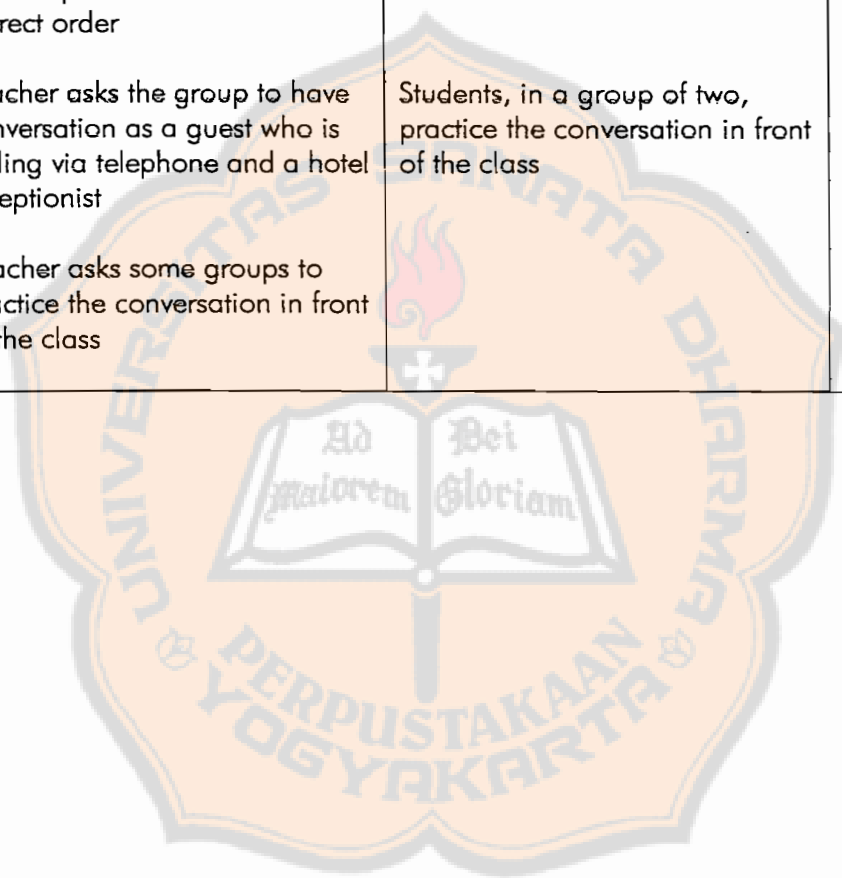 rect order
acher asks the group to have
nversation as a guest who is
ling via telephone and a hotel
eptionist
acher asks some groups to
ctice the conversation in front
the class
Students, in a group of two,
practice the conversation in front
of the class
UNIVERSITAS SANATA DHARMA
Ad
maiorem
Dei
Gloriam
PERPUSTAKAAN
YOGYAKARTA